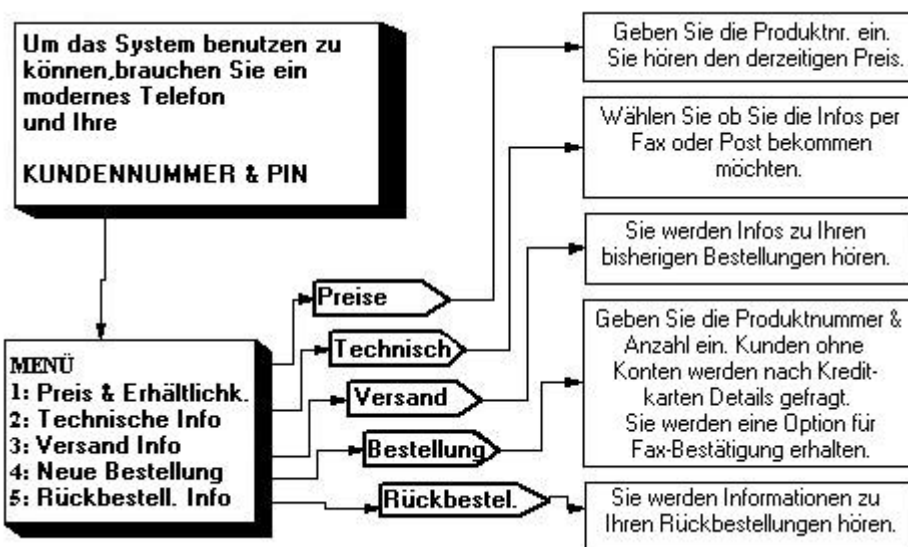 Um das System benutzen zu
können,brauchen Sie ein
modernes Telefon
und Ihre
KUNDENNUMMER & PIN
MENÜ
1: Preis & Erhältlichk.
2: Technische Info
3: Versand Info
4: Neue Bestellung
5: Rückbestell. Info
Preise
Technisch
Versand
Bestellung
Rückbestel.
Geben Sie die Produktnr. ein.
Sie hören den derzeitigen Preis.
Wählen Sie ob Sie die Infos per
Fax oder Post bekommen
möchten.
Sie werden Infos zu Ihren
bisherigen Bestellungen hören.
Geben Sie die Produktnummer &
Anzahl ein. Kunden ohne
Konten werden nach Kredit-
karten Details gefragt.
Sie werden eine Option für
Fax-Bestätigung erhalten.
Sie werden Informationen zu
Ihren Rückbestellungen hören.